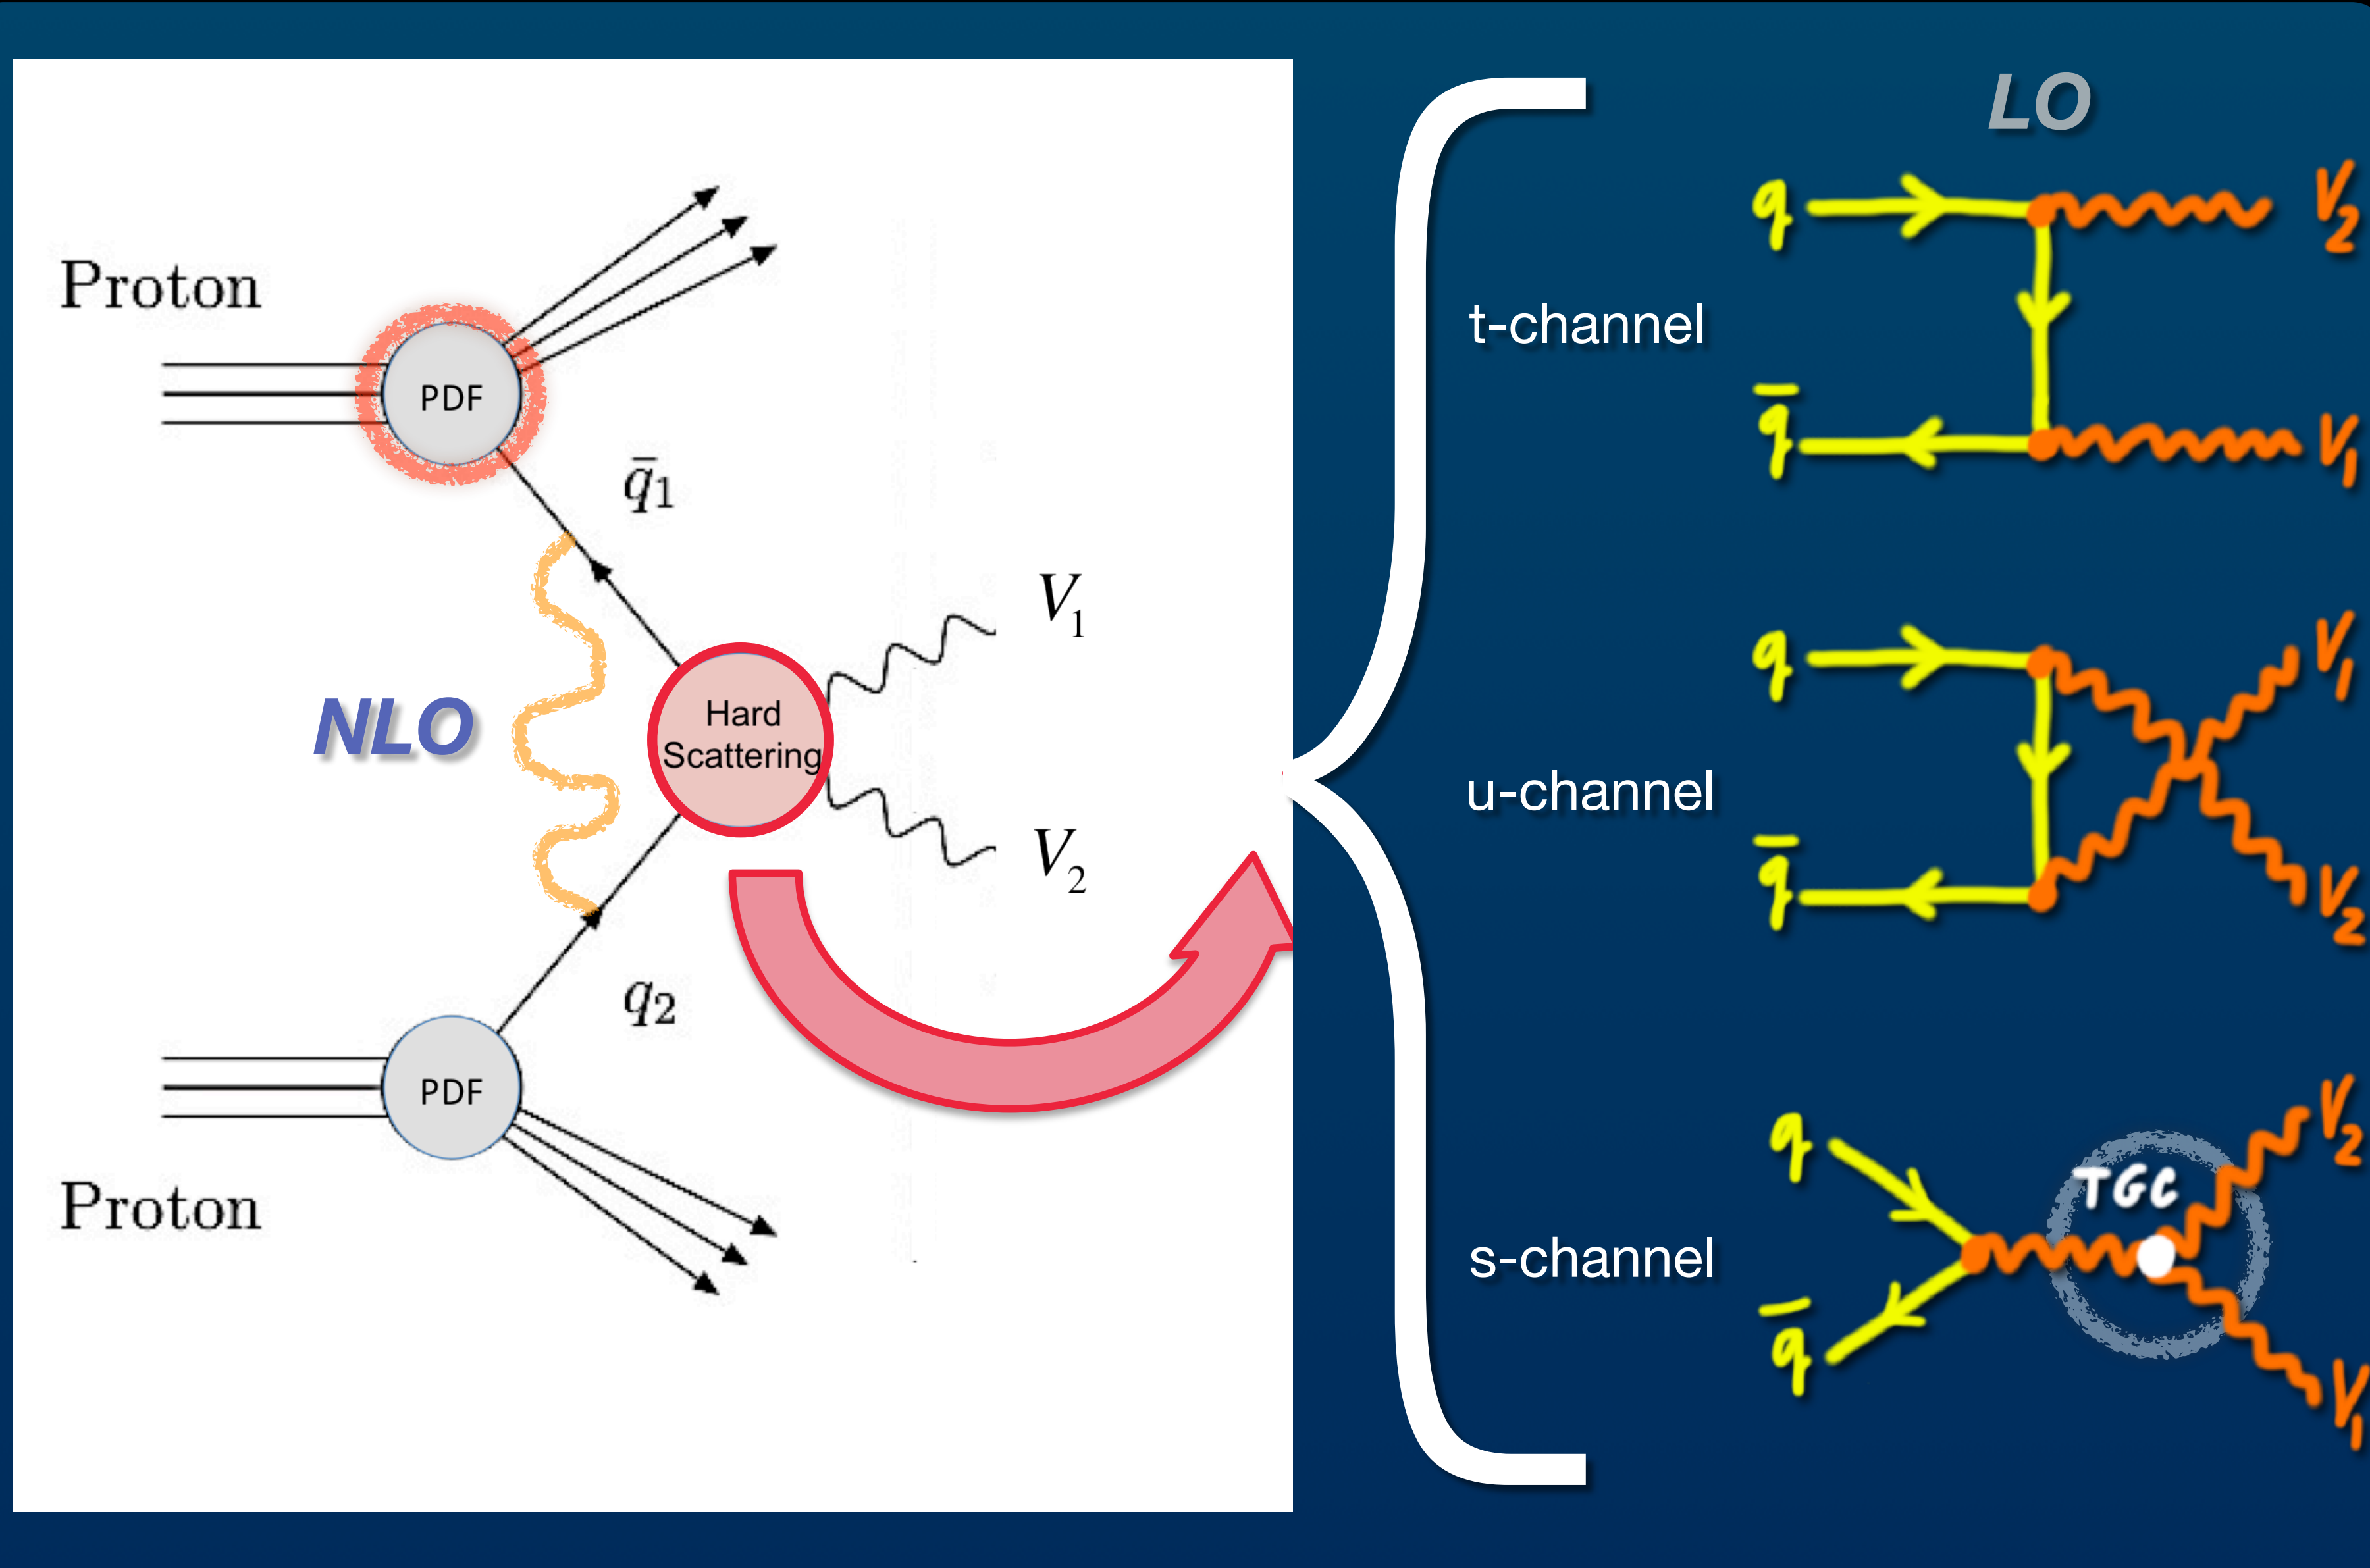 Proton
PDF
q̄₁
NLO
Hard
Scattering
V₁
V₂
q₂
PDF
Proton
LO
t-channel
q
V₂
q̄
V₁
u-channel
q
V₁
q̄
V₂
s-channel
q
TGC
V₂
q̄
V₁